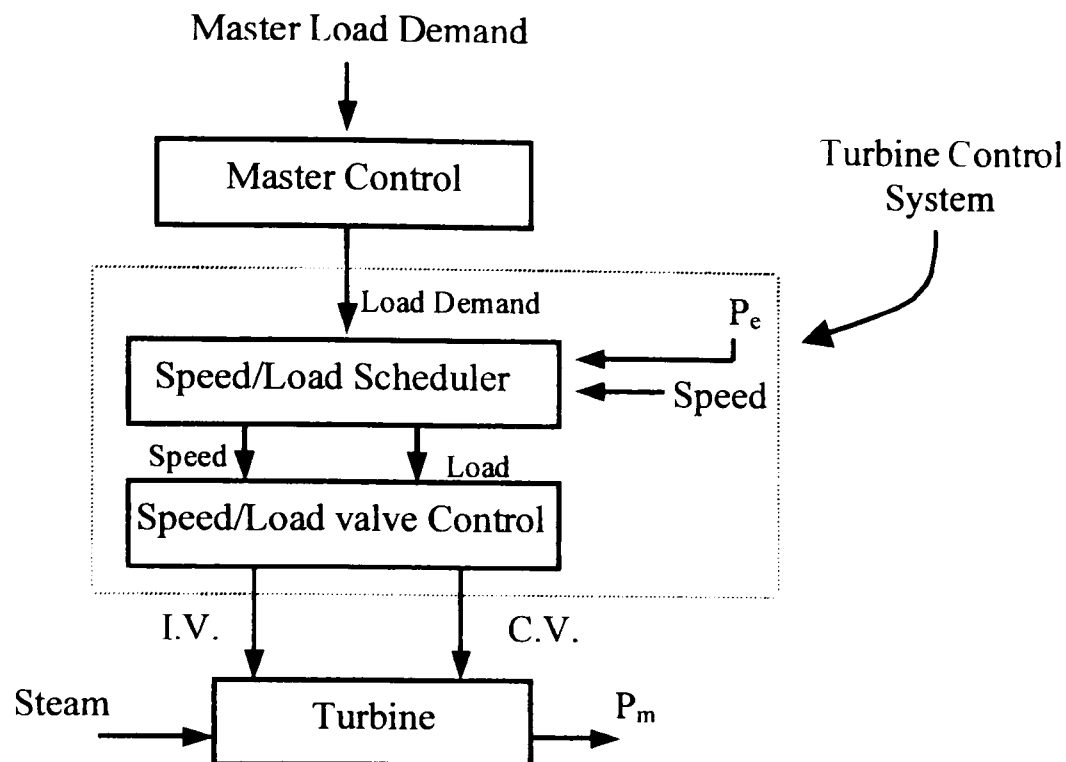 Master Load Demand
Master Control
Turbine Control
System
Load Demand
Pe
Speed/Load Scheduler
Speed
Speed
Load
Speed/Load valve Control
I.V.
C.V.
Steam
Turbine
Pm